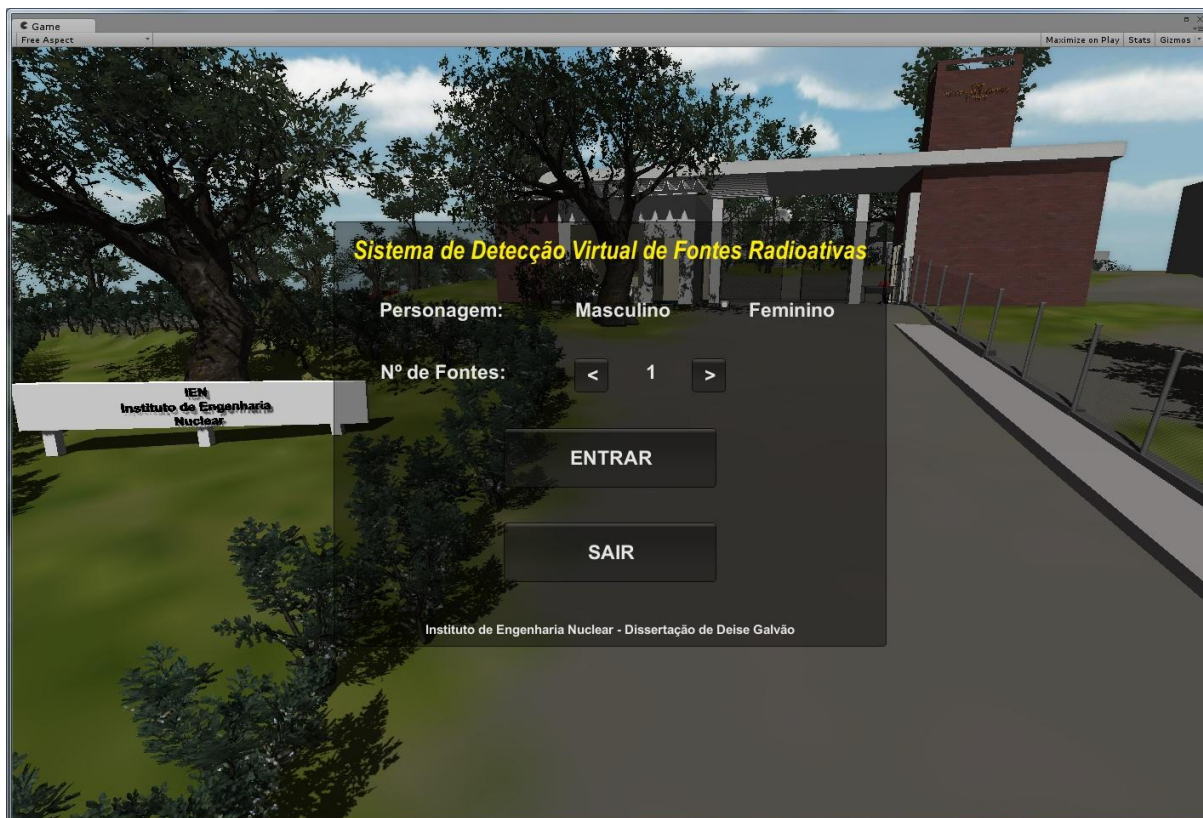 Game
Free Aspect
Maximize on Play Stats Gizmos
Sistema de Detecção Virtual de Fontes Radioativas
Personagem: Masculino Feminino
Nº de Fontes: < 1 >
IEN
Instituto de Engenharia
Nuclear
ENTRAR
SAIR
Instituto de Engenharia Nuclear - Dissertação de Deise Galvão